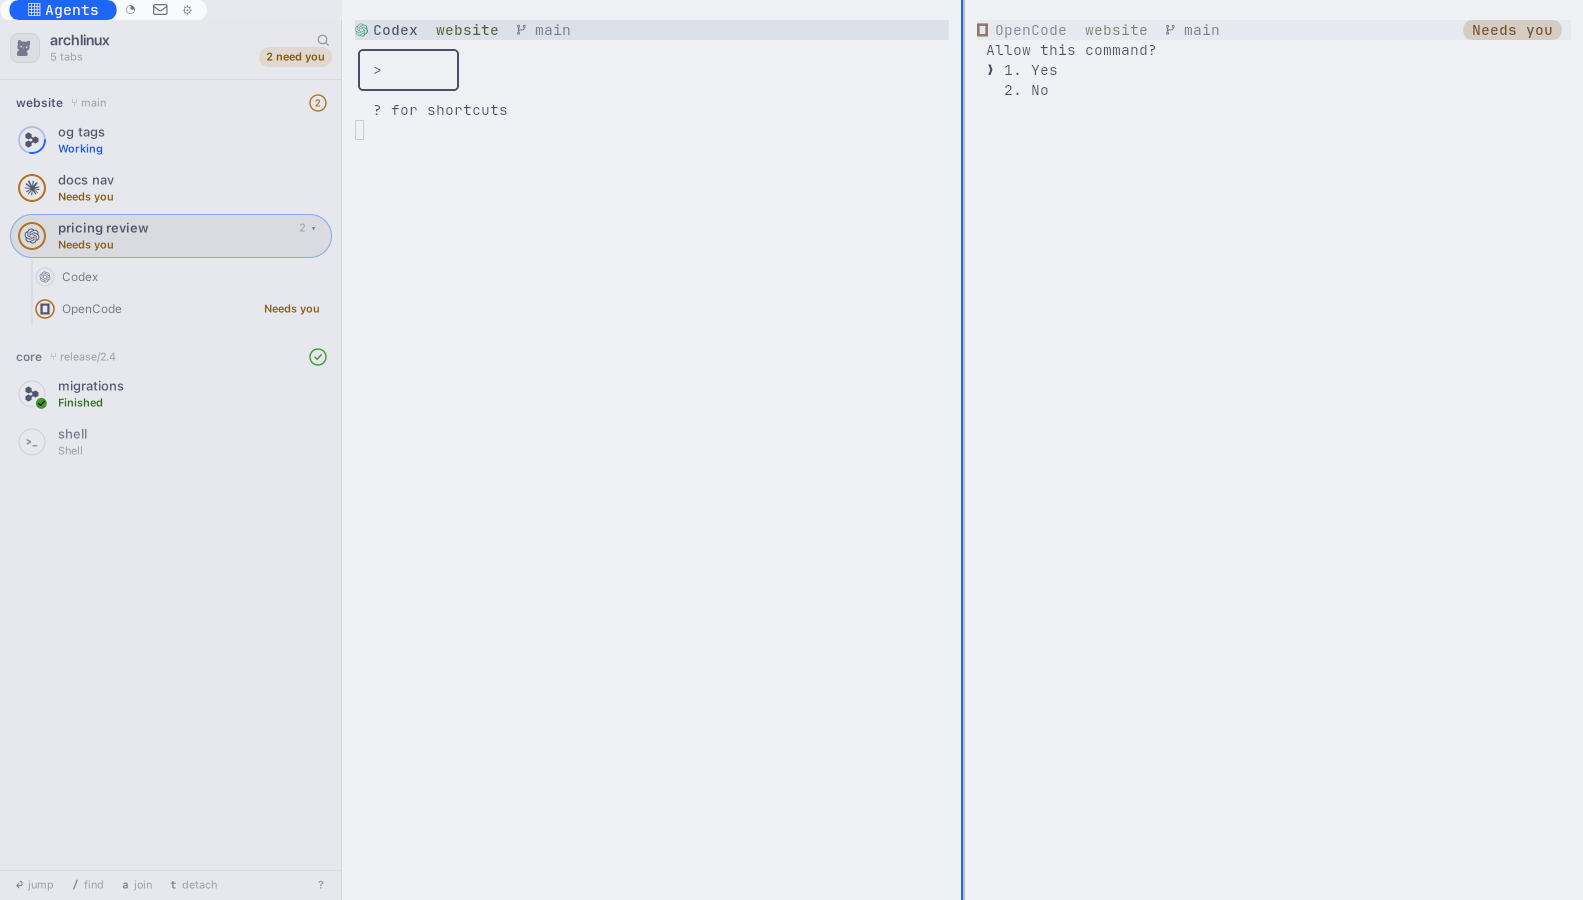 Agents
archlinux
5 tabs
2 need you
website main
2
og tags
Working
docs nav
Needs you
pricing review 2
Needs you
Codex
OpenCode Needs you
core release/2.4
migrations
Finished
>_ shell
Shell
⏎ jump / find a join t detach ?
Codex website main
>
? for shortcuts
OpenCode website main Needs you
Allow this command?
❯ 1. Yes
2. No